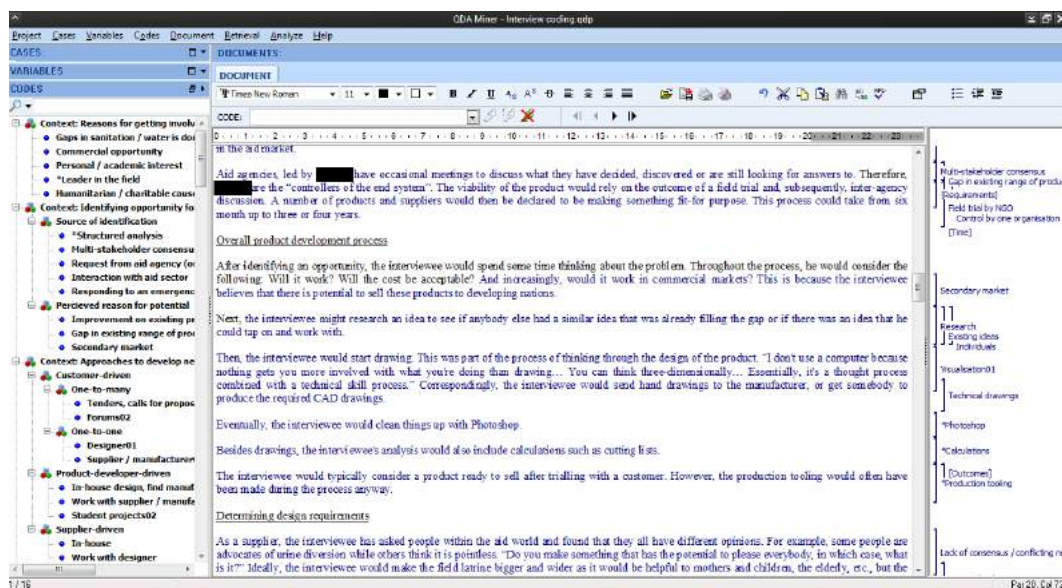 QDA Miner - Interview coding.qdp
Project Cases Variables Codes Document Retrieval Analyze Help
CASES
VARIABLES
CODES
Context: Reasons for getting involv
Gaps in sanitation / water is doi
Commercial opportunity
Personal / academic interest
*Leader in the field
Humanitarian / charitable cause
Context: Identifying opportunity fo
Source of identification
*Structured analysis
Multi-stakeholder consensu
Request from aid agency (or
Interaction with aid sector
Responding to an emergenc
Percieved reason for potential
Improvement on existing pr
Gap in existing range of prod
Secondary market
Context: Approaches to develop ne
Customer-driven
One-to-many
Tenders, calls for propos
Forums02
One-to-one
Designer01
Supplier / manufacturer
Product-developer-driven
In-house design, find manuf
Work with supplier / manufa
Student projects02
Supplier-driven
In-house
Work with designer
1 / 16
DOCUMENTS:
DOCUMENT
Times New Roman 11
CODE:
in the aid market.
Aid agencies, led by have occasional meetings to discuss what they have decided, discovered or are still looking for answers to. Therefore,
are the “controllers of the end system”. The viability of the product would rely on the outcome of a field trial and, subsequently, inter-agency
discussion. A number of products and suppliers would then be declared to be making something fit-for purpose. This process could take from six
month up to three or four years.
Overall product development process
After identifying an opportunity, the interviewee would spend some time thinking about the problem. Throughout the process, he would consider the
following: Will it work? Will the cost be acceptable? And increasingly, would it work in commercial markets? This is because the interviewee
believes that there is potential to sell these products to developing nations.
Next, the interviewee might research an idea to see if anybody else had a similar idea that was already filling the gap or if there was an idea that he
could tap on and work with.
Then, the interviewee would start drawing. This was part of the process of thinking through the design of the product. “I don't use a computer because
nothing gets you more involved with what you're doing than drawing… You can think three-dimensionally… Essentially, it's a thought process
combined with a technical skill process.” Correspondingly, the interviewee would send hand drawings to the manufacturer, or get somebody to
produce the required CAD drawings.
Eventually, the interviewee would clean things up with Photoshop.
Besides drawings, the interviewee's analysis would also include calculations such as cutting lists.
The interviewee would typically consider a product ready to sell after trialling with a customer. However, the production tooling would often have
been made during the process anyway.
Determining design requirements
As a supplier, the interviewee has asked people within the aid world and found that they all have different opinions. For example, some people are
advocates of urine diversion while others think it is pointless. “Do you make something that has the potential to please everybody, in which case, what
is it?” Ideally, the interviewee would make the field latrine bigger and wider as it would be helpful to mothers and children, the elderly, etc., but the
Multi-stakeholder consensus
Gap in existing range of produ
[Requirements]
Field trial by NGO
Control by one organisation
[Time]
Secondary market
Research
Existing ideas
Individuals
Visualisation01
Technical drawings
*Photoshop
*Calculations
[Outcomes]
*Production tooling
Lack of consensus / conflicting